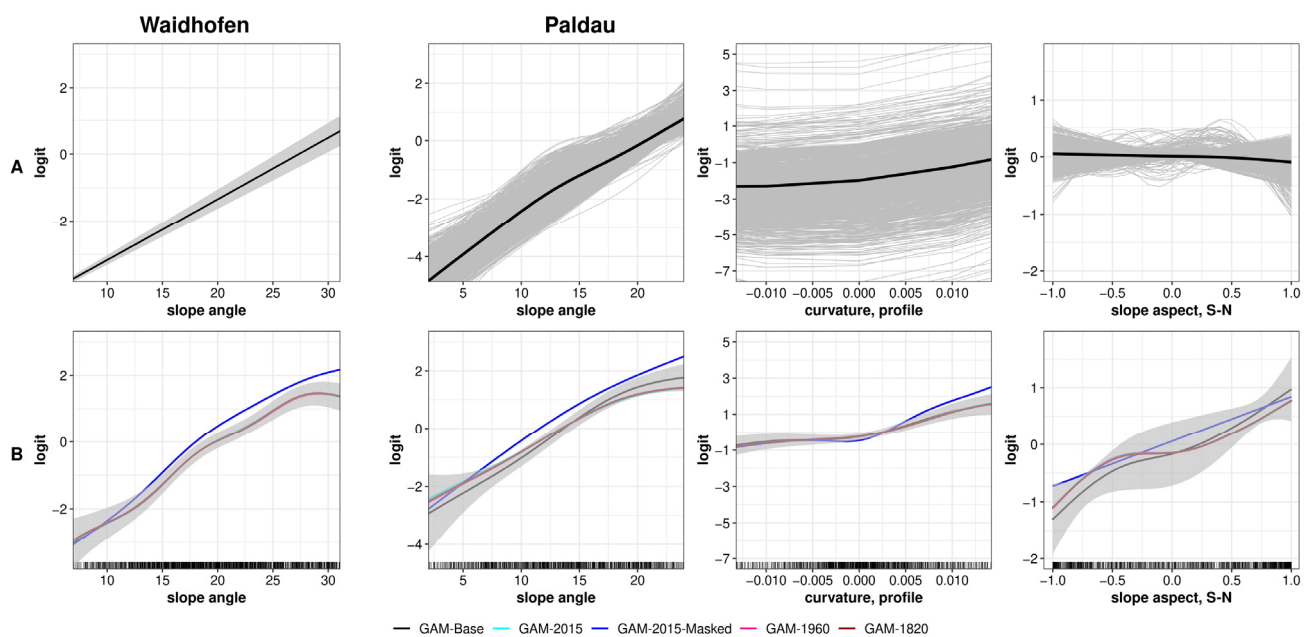 Waidhofen
Paldau
A
logit
2
0
−2
10 15 20 25 30
slope angle
logit
2
0
−2
−4
5 10 15 20
slope angle
logit
5
3
1
−1
−3
−5
−7
−0.010 −0.005 0.000 0.005 0.010
curvature, profile
logit
1
0
−1
−2
−1.0 −0.5 0.0 0.5 1.0
slope aspect, S-N
B
logit
2
0
−2
10 15 20 25 30
slope angle
logit
2
0
−2
−4
5 10 15 20
slope angle
logit
5
3
1
−1
−3
−5
−7
−0.010 −0.005 0.000 0.005 0.010
curvature, profile
logit
1
0
−1
−2
−1.0 −0.5 0.0 0.5 1.0
slope aspect, S-N
GAM-Base GAM-2015 GAM-2015-Masked GAM-1960 GAM-1820